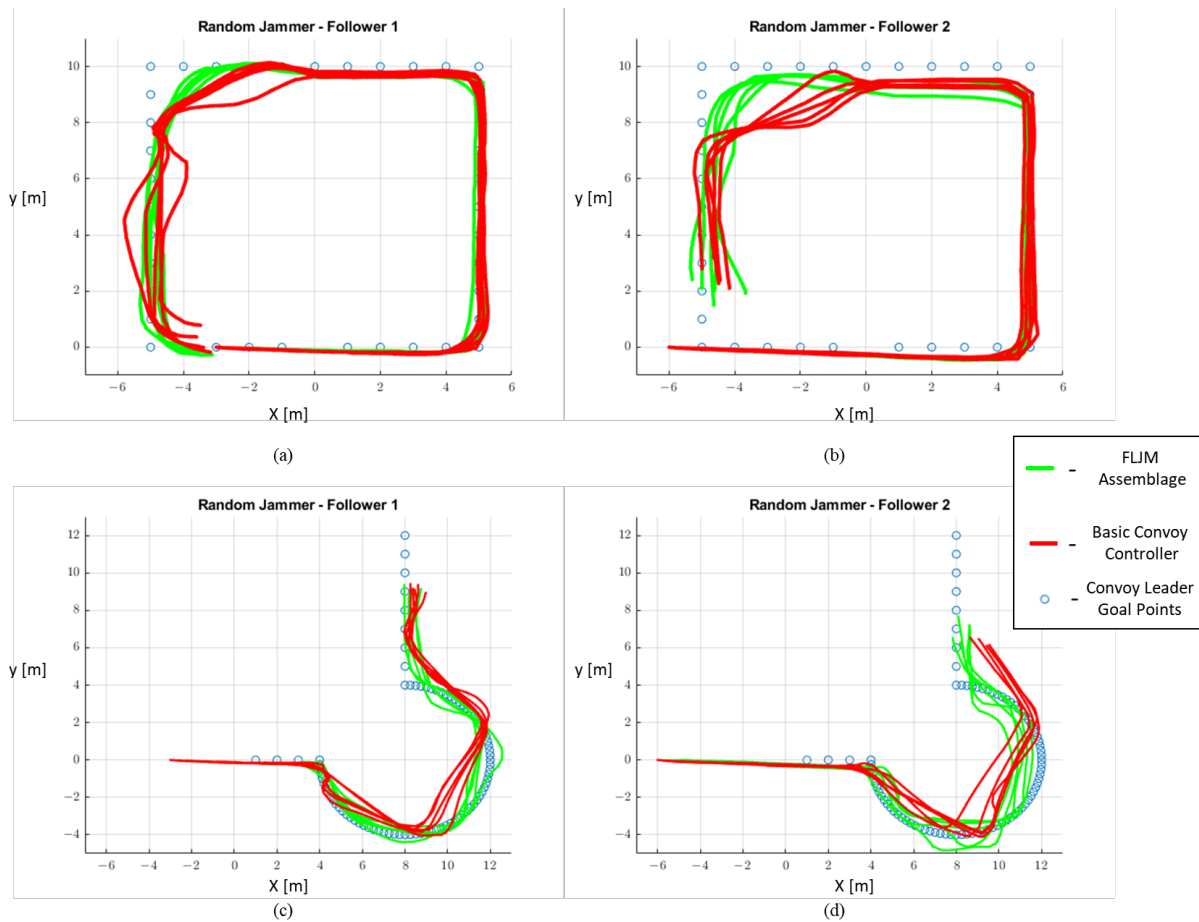 Random Jammer - Follower 1
10
8
6
4
2
0
y [m]
−6
−4
−2
0
2
4
6
X [m]
(a)
Random Jammer - Follower 2
10
8
6
4
2
0
y [m]
−6
−4
−2
0
2
4
6
X [m]
(b)
Random Jammer - Follower 1
12
10
8
6
4
2
0
−2
−4
y [m]
−6
−4
−2
0
2
4
6
8
10
12
X [m]
(c)
Random Jammer - Follower 2
12
10
8
6
4
2
0
−2
−4
y [m]
−6
−4
−2
0
2
4
6
8
10
12
X [m]
(d)
- FLJM
Assemblage
- Basic Convoy
Controller
- Convoy Leader
Goal Points